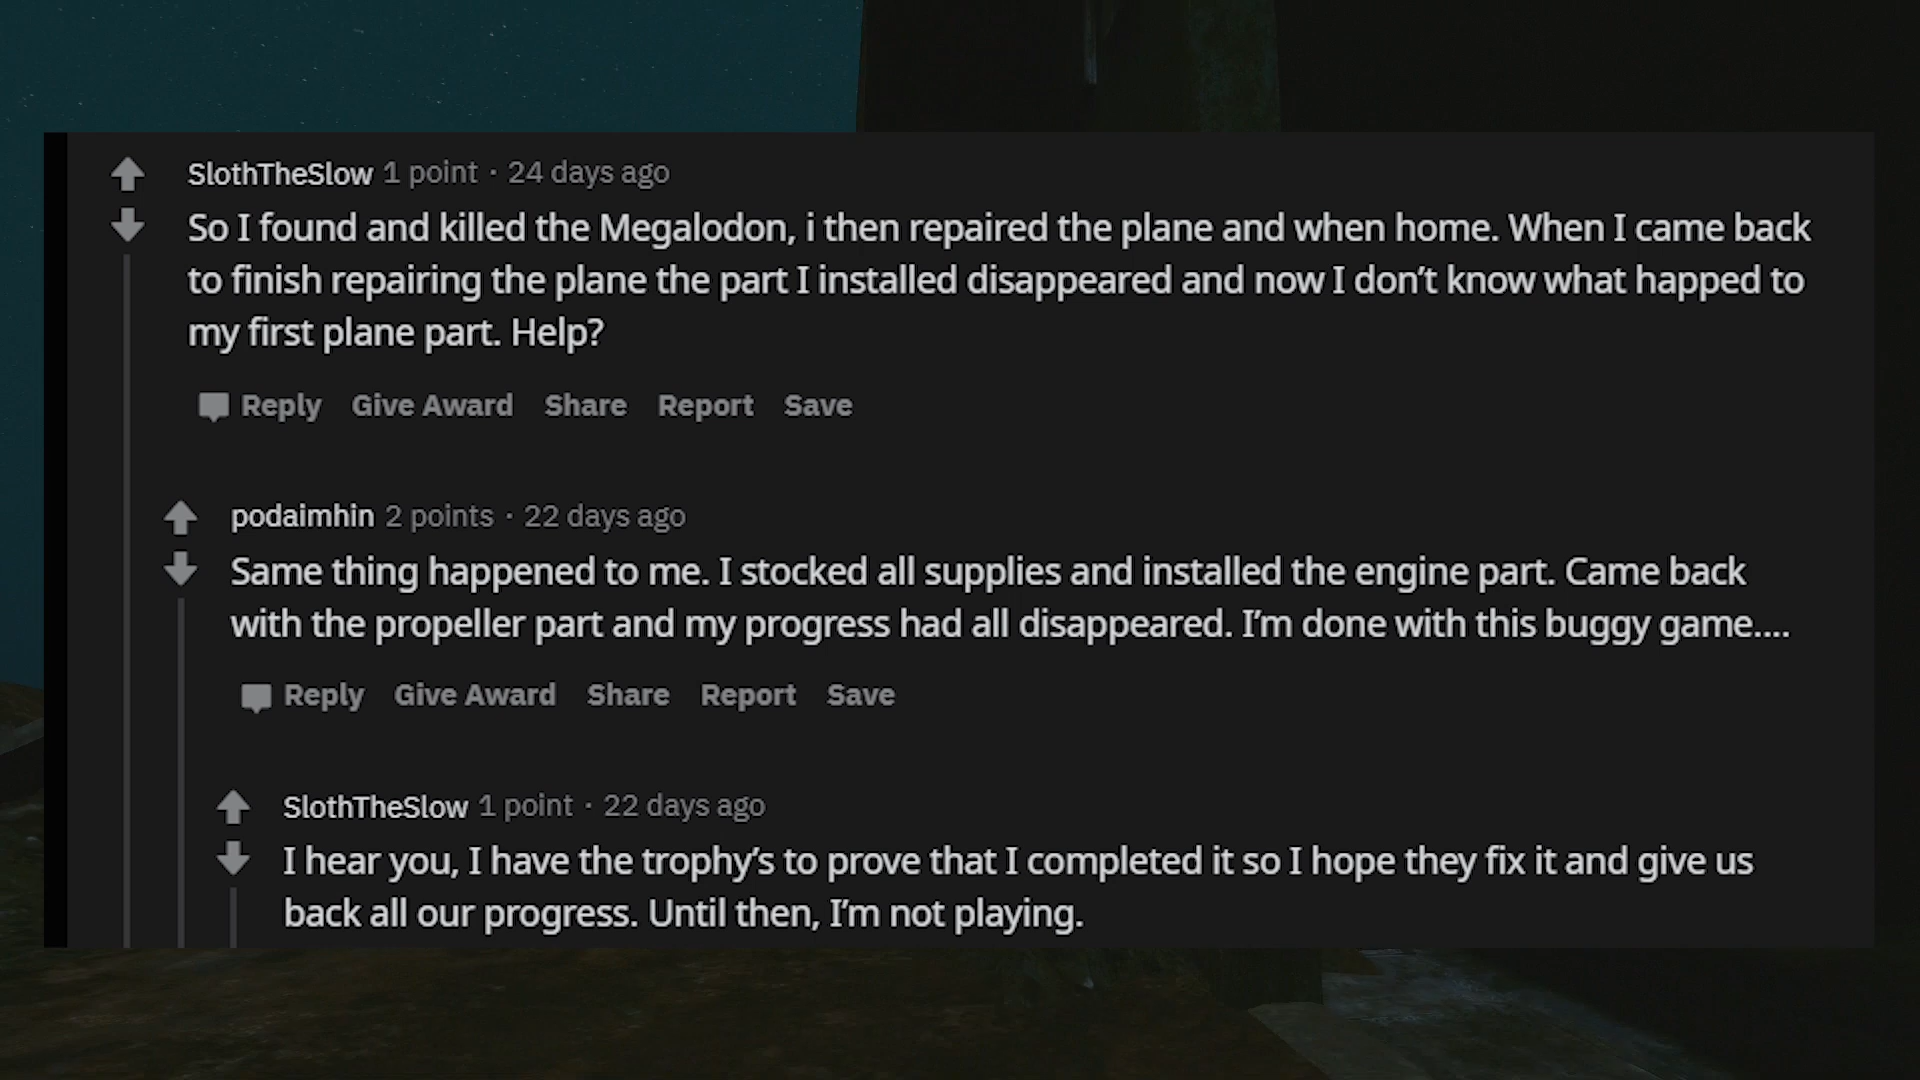 SlothTheSlow 1 point · 24 days ago
So I found and killed the Megalodon, i then repaired the plane and when home. When I came back
to finish repairing the plane the part I installed disappeared and now I don’t know what happed to
my first plane part. Help?
Reply Give Award Share Report Save
podaimhin 2 points · 22 days ago
Same thing happened to me. I stocked all supplies and installed the engine part. Came back
with the propeller part and my progress had all disappeared. I’m done with this buggy game....
Reply Give Award Share Report Save
SlothTheSlow 1 point · 22 days ago
I hear you, I have the trophy’s to prove that I completed it so I hope they fix it and give us
back all our progress. Until then, I’m not playing.